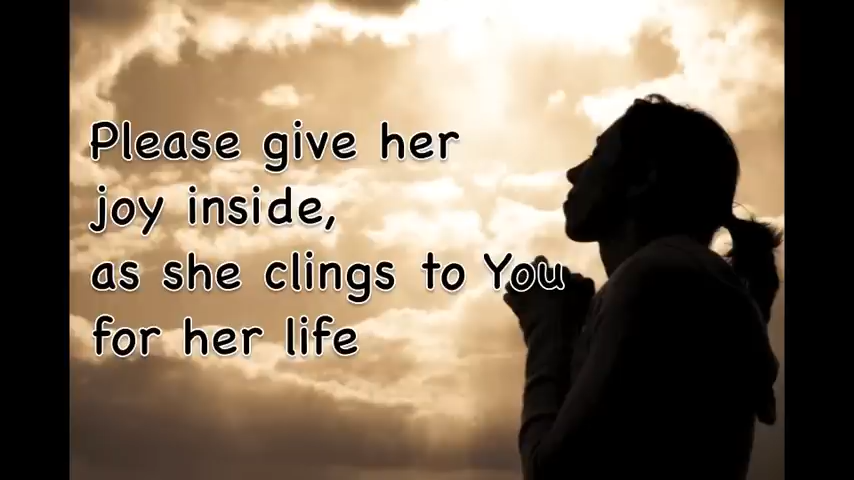 Please give her
joy inside,
as she clings to You
for her life